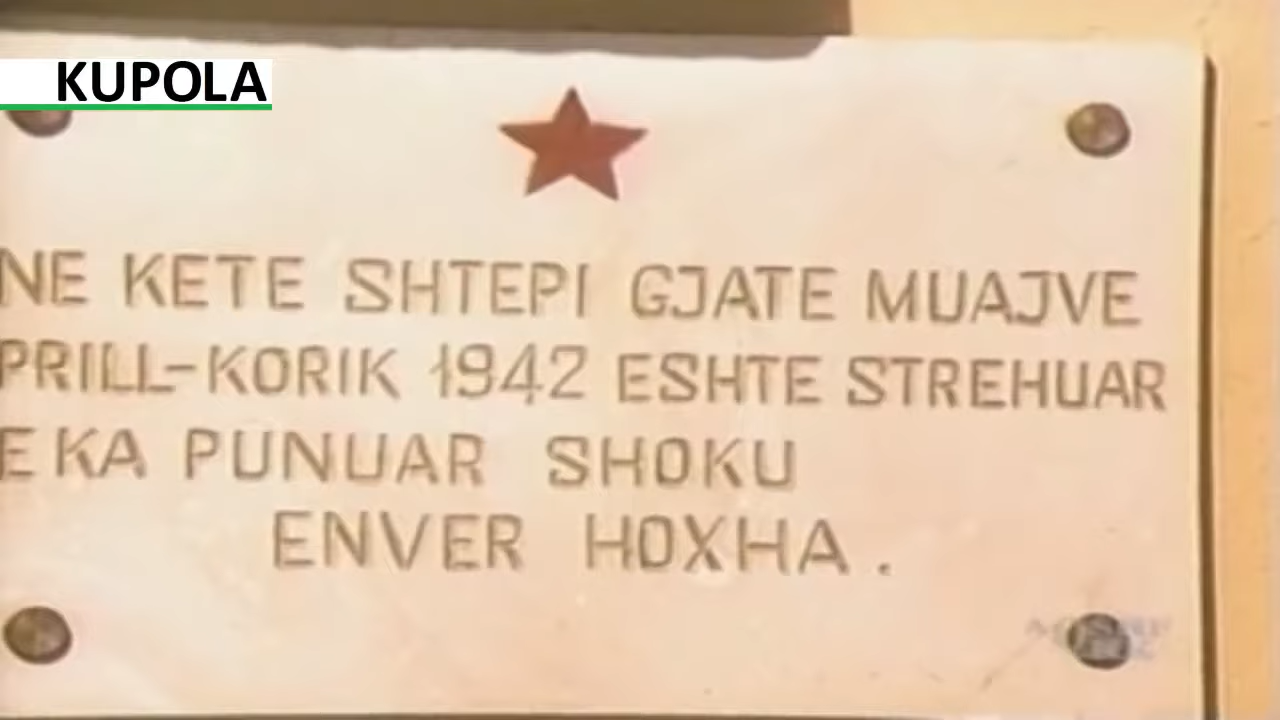 KUPOLA
NE KETE SHTEPI GJATE MUAJVE
PRILL-KORIK 1942 ESHTE STREHUAR
E KA PUNUAR SHOKU
ENVER HOXHA.